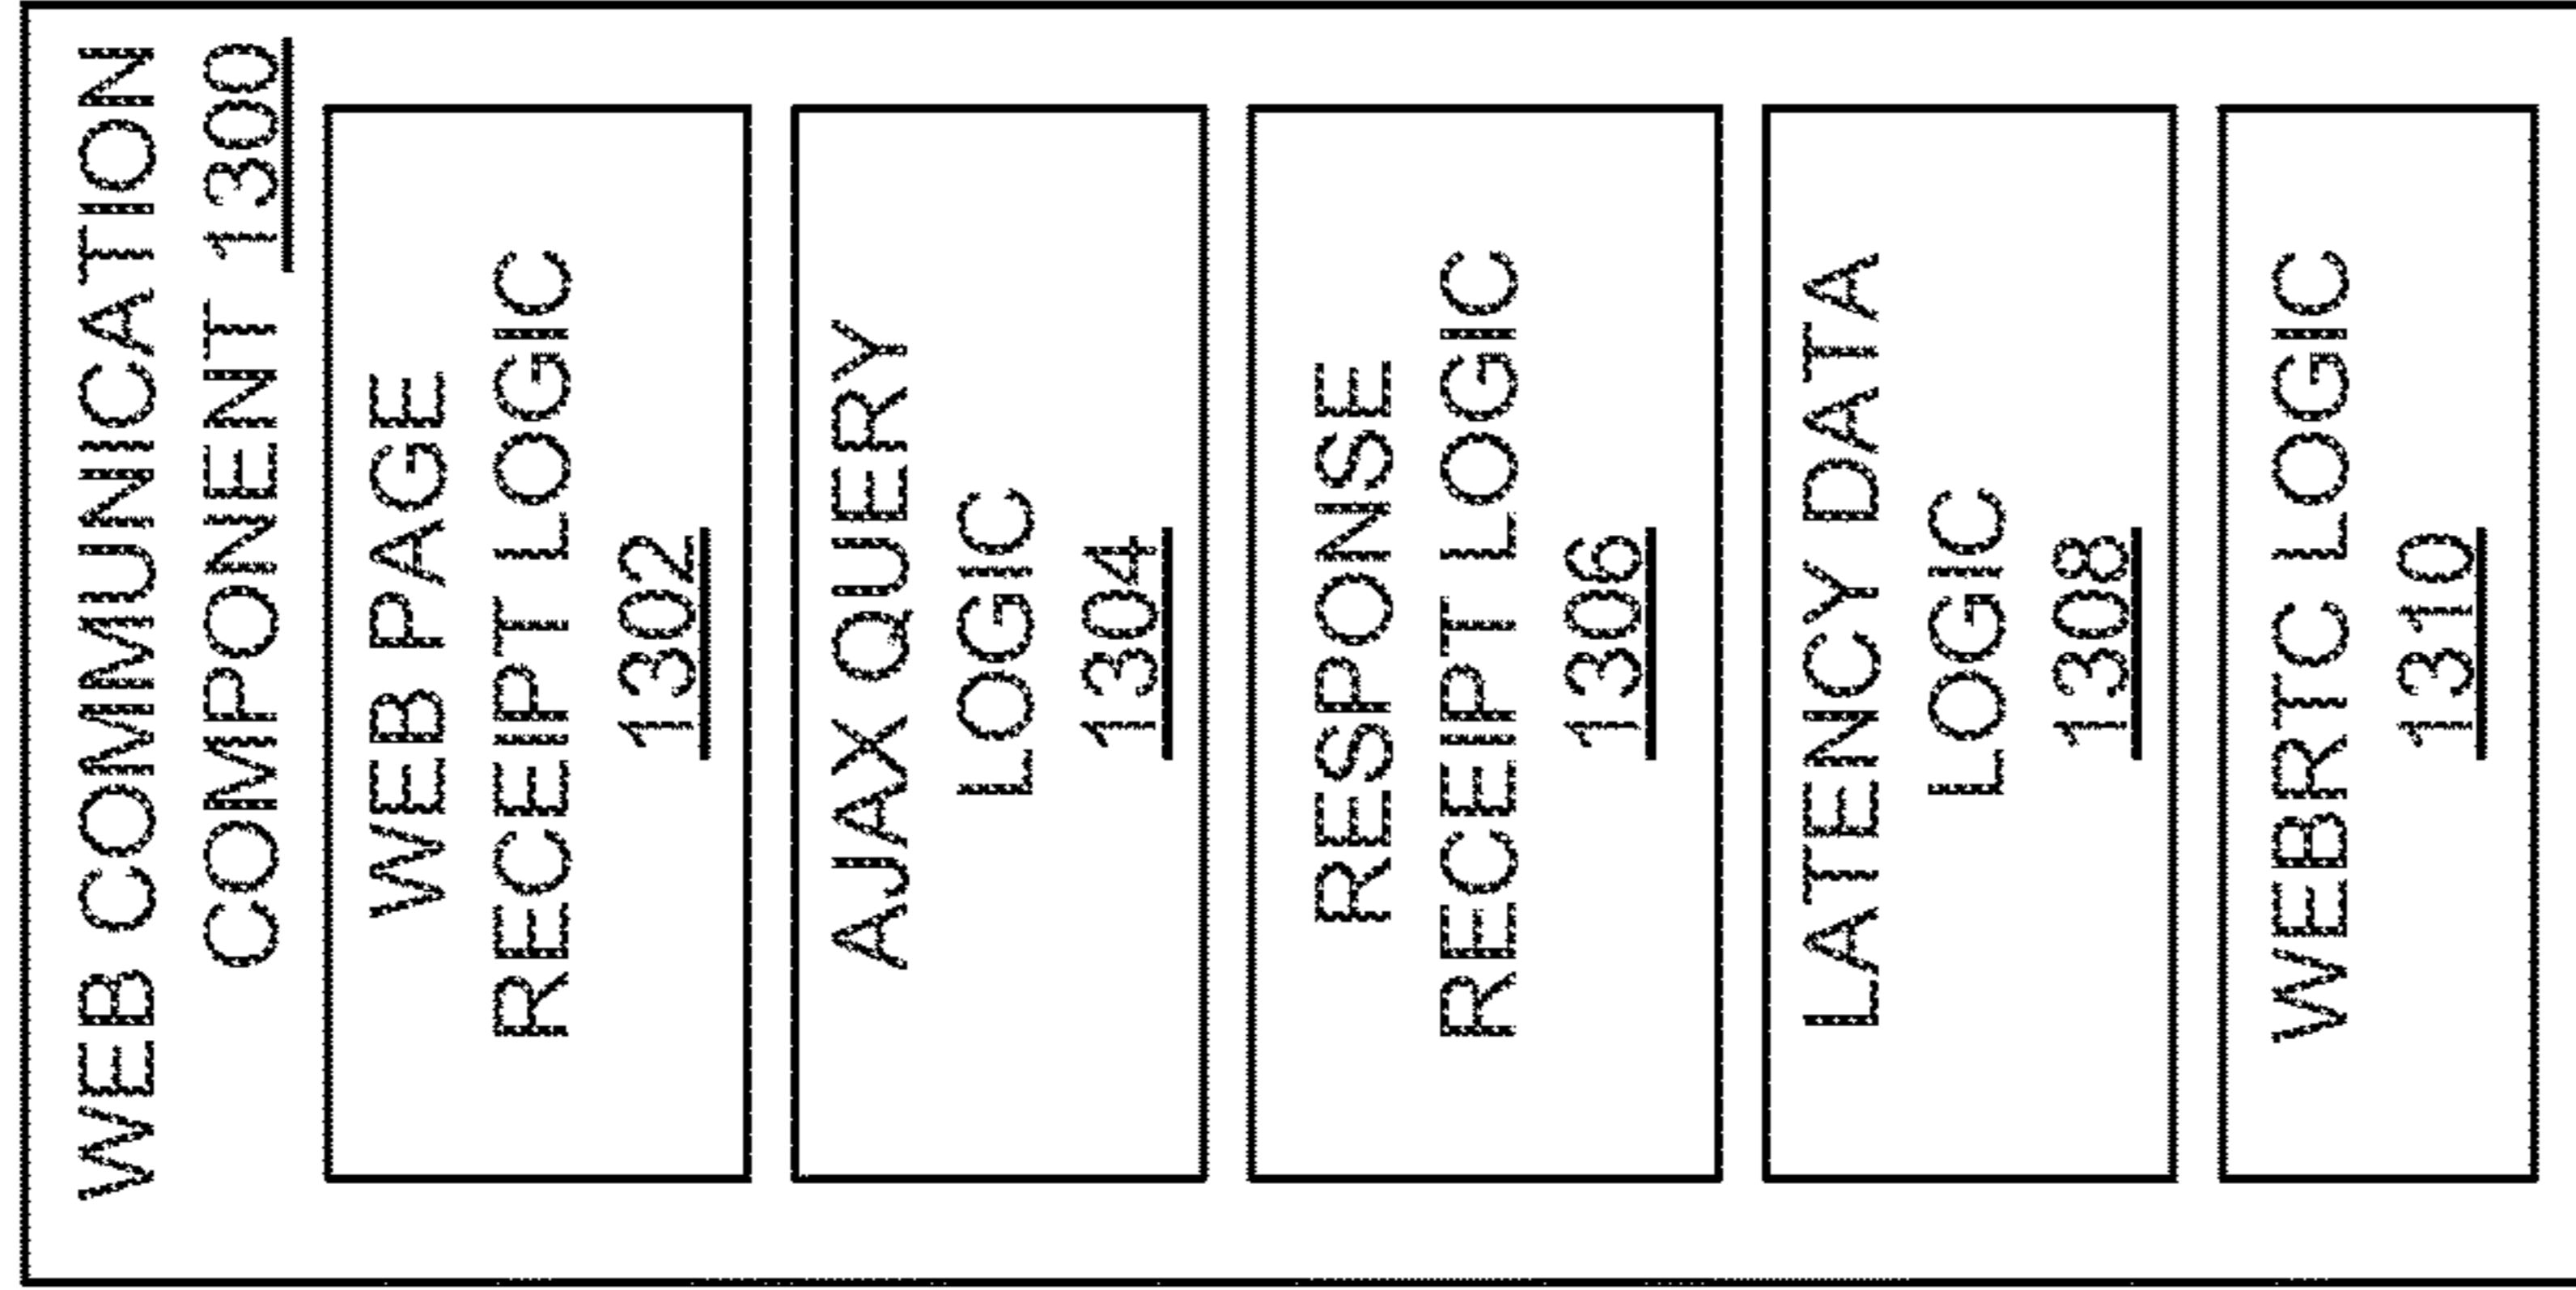 WEB COMMUNICATION
COMPONENT 1300
WEB PAGE
RECEIPT LOGIC
1302
AJAX QUERY
LOGIC
1304
RESPONSE
RECEIPT LOGIC
1306
LATENCY DATA
LOGIC
1308
WEBRTC LOGIC
1310